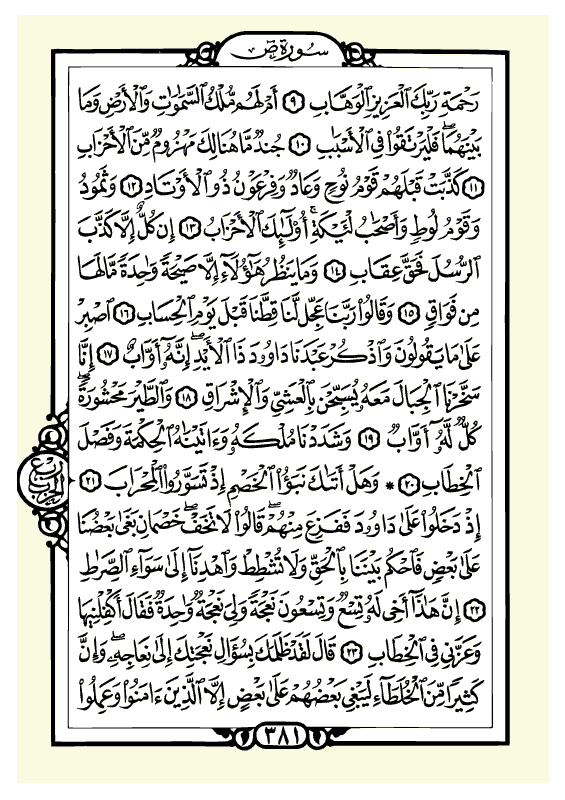 سورة ص
رَحْمَةِ رَبِّكَ ٱلْعَزِيزِ ٱلْوَهَّابِ ٩ أَمْ لَهُم مُّلْكُ ٱلسَّمَٰوَٰتِ وَٱلْأَرْضِ وَمَا
بَيْنَهُمَاۖ فَلْيَرْتَقُوا۟ فِى ٱلْأَسْبَٰبِ ١٠ جُندٌ مَّا هُنَالِكَ مَهْزُومٌ مِّنَ ٱلْأَحْزَابِ
١١ كَذَّبَتْ قَبْلَهُمْ قَوْمُ نُوحٍ وَعَادٌ وَفِرْعَوْنُ ذُو ٱلْأَوْتَادِ ١٢ وَثَمُودُ
وَقَوْمُ لُوطٍ وَأَصْحَٰبُ لْـَٔيْكَةِۚ أُو۟لَٰٓئِكَ ٱلْأَحْزَابُ ١٣ إِن كُلٌّ إِلَّا كَذَّبَ
ٱلرُّسُلَ فَحَقَّ عِقَابِ ١٤ وَمَا يَنظُرُ هَٰٓؤُلَآءِ إِلَّا صَيْحَةً وَٰحِدَةً مَّا لَهَا
مِن فَوَاقٍ ١٥ وَقَالُوا۟ رَبَّنَا عَجِّل لَّنَا قِطَّنَا قَبْلَ يَوْمِ ٱلْحِسَابِ ١٦ ٱصْبِرْ
عَلَىٰ مَا يَقُولُونَ وَٱذْكُرْ عَبْدَنَا دَاوُۥدَ ذَا ٱلْأَيْدِۖ إِنَّهُۥٓ أَوَّابٌ ١٧ إِنَّا
سَخَّرْنَا ٱلْجِبَالَ مَعَهُۥ يُسَبِّحْنَ بِٱلْعَشِىِّ وَٱلْإِشْرَاقِ ١٨ وَٱلطَّيْرَ مَحْشُورَةًۖ
كُلٌّ لَّهُۥٓ أَوَّابٌ ١٩ وَشَدَدْنَا مُلْكَهُۥ وَءَاتَيْنَٰهُ ٱلْحِكْمَةَ وَفَصْلَ
ٱلْخِطَابِ ٢٠ * وَهَلْ أَتَىٰكَ نَبَؤُا۟ ٱلْخَصْمِ إِذْ تَسَوَّرُوا۟ ٱلْمِحْرَابَ ٢١
إِذْ دَخَلُوا۟ عَلَىٰ دَاوُۥدَ فَفَزِعَ مِنْهُمْۖ قَالُوا۟ لَا تَخَفْۖ خَصْمَانِ بَغَىٰ بَعْضُنَا
عَلَىٰ بَعْضٍ فَٱحْكُم بَيْنَنَا بِٱلْحَقِّ وَلَا تُشْطِطْ وَٱهْدِنَآ إِلَىٰ سَوَآءِ ٱلصِّرَٰطِ
٢٢ إِنَّ هَٰذَآ أَخِى لَهُۥ تِسْعٌ وَتِسْعُونَ نَعْجَةً وَلِىَ نَعْجَةٌ وَٰحِدَةٌ فَقَالَ أَكْفِلْنِيهَا
وَعَزَّنِى فِى ٱلْخِطَابِ ٢٣ قَالَ لَقَدْ ظَلَمَكَ بِسُؤَالِ نَعْجَتِكَ إِلَىٰ نِعَاجِهِۦۖ وَإِنَّ
كَثِيرًا مِّنَ ٱلْخُلَطَآءِ لَيَبْغِى بَعْضُهُمْ عَلَىٰ بَعْضٍ إِلَّا ٱلَّذِينَ ءَامَنُوا۟ وَعَمِلُوا۟
٣٨١